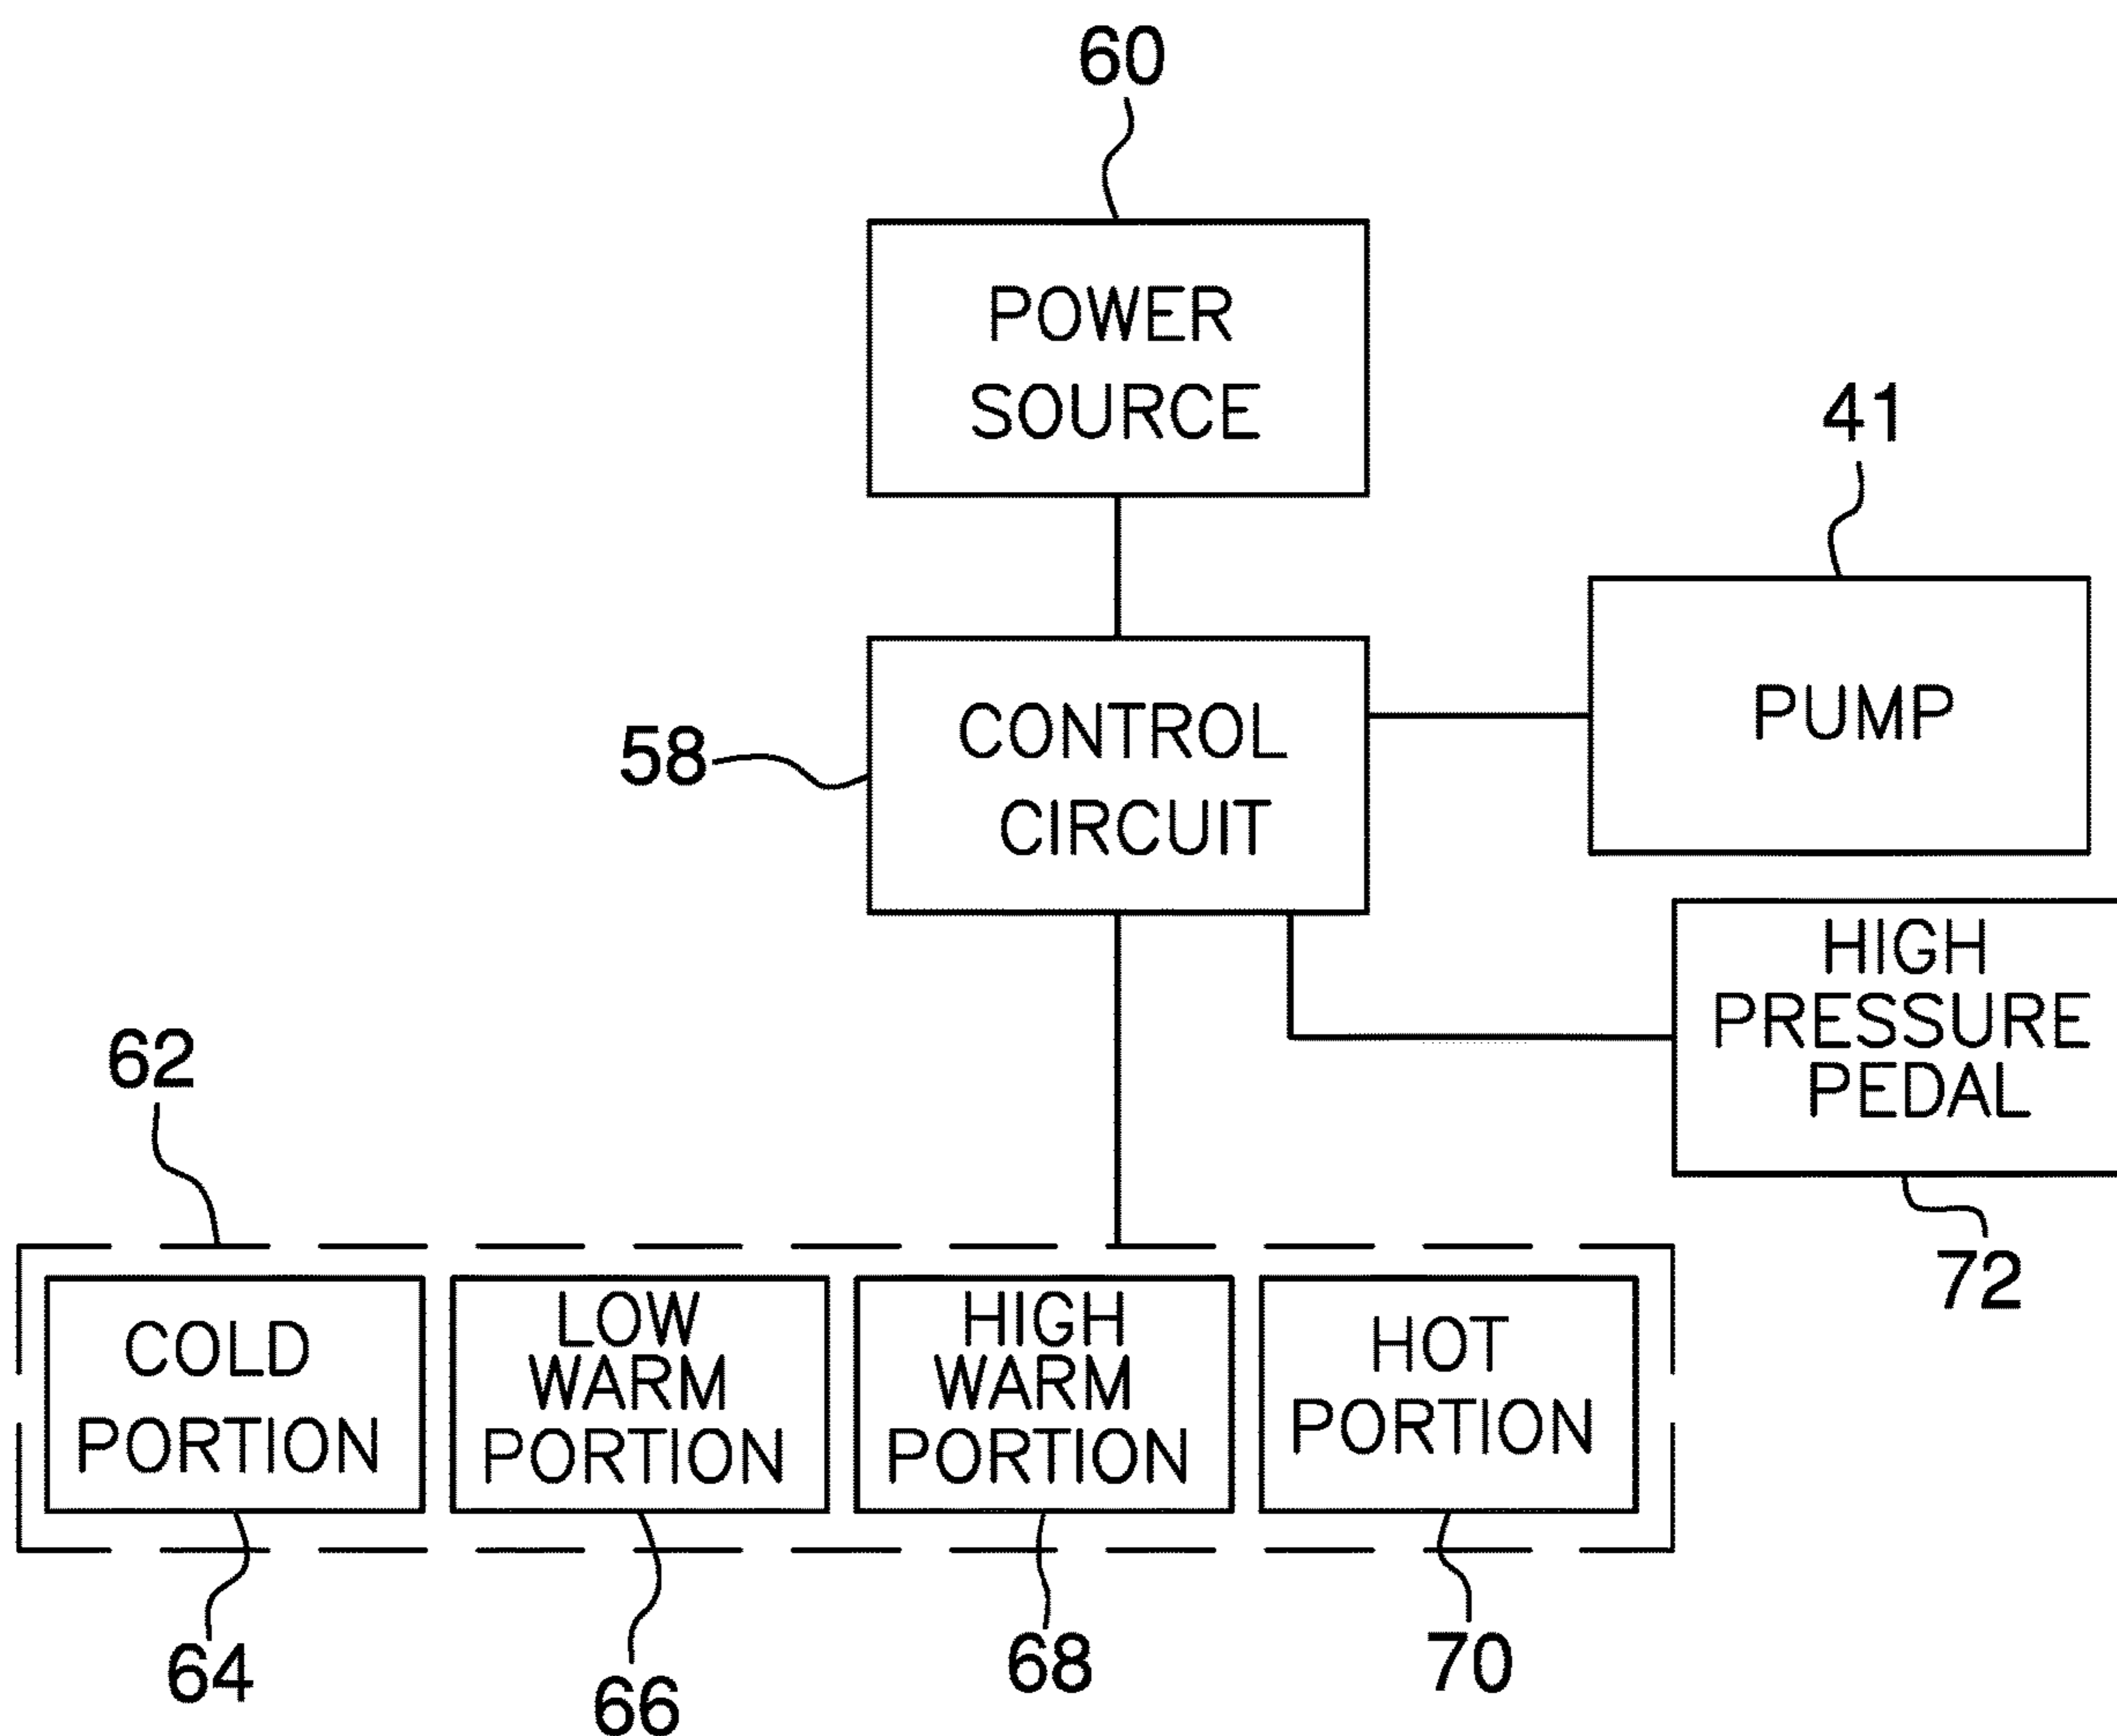 60
POWER
SOURCE
41
PUMP
58
CONTROL
CIRCUIT
HIGH
PRESSURE
PEDAL
72
62
COLD
PORTION
LOW
WARM
PORTION
HIGH
WARM
PORTION
HOT
PORTION
64
66
68
70